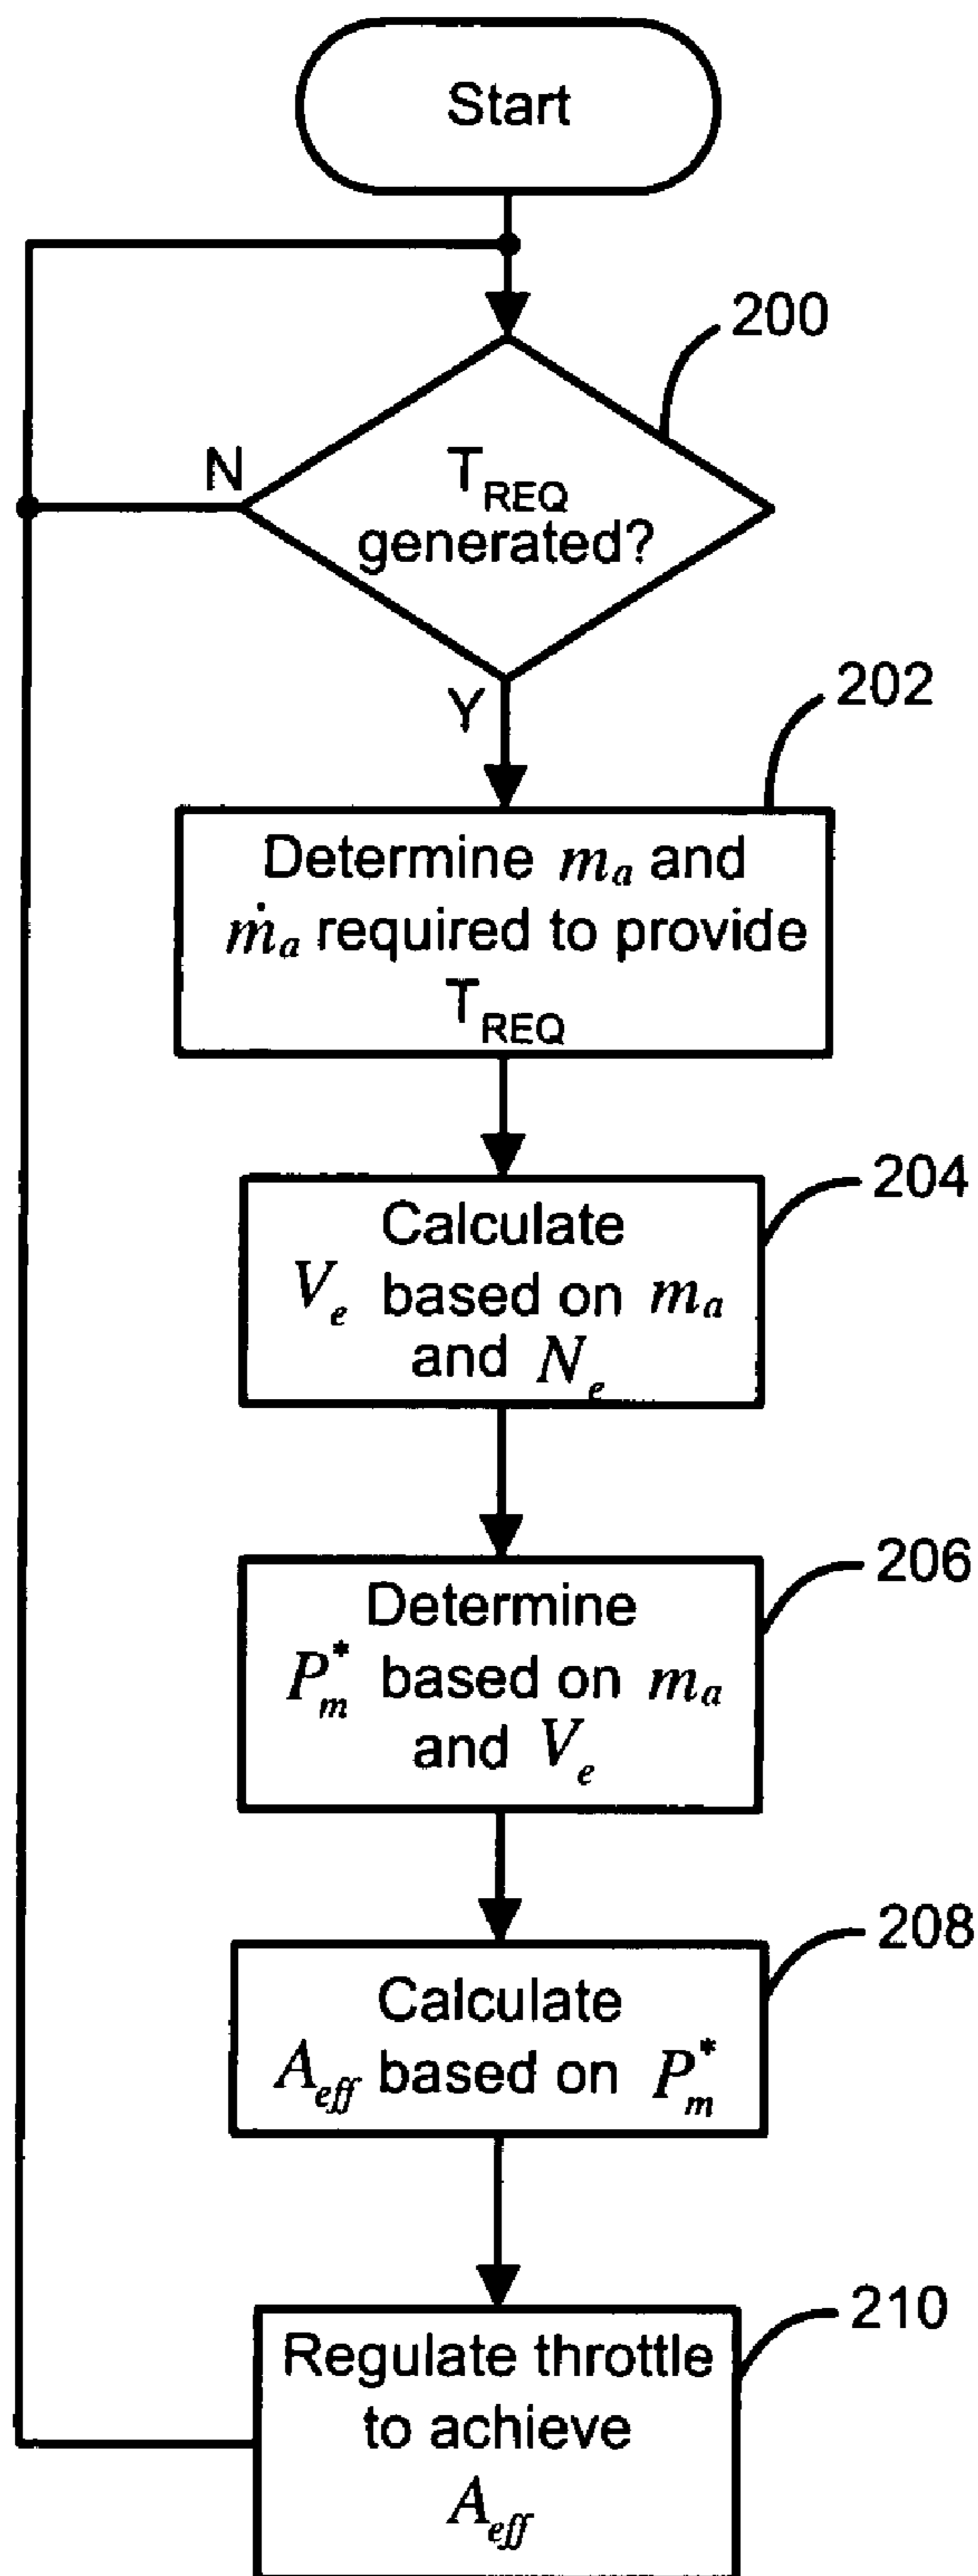 Start
200
N
T_REQ
generated?
Y
202
Determine m_a and
ṁ_a required to provide
T_REQ
204
Calculate
V_e based on m_a
and N_e
206
Determine
P_m^* based on m_a
and V_e
208
Calculate
A_eff based on P_m^*
210
Regulate throttle
to achieve
A_eff